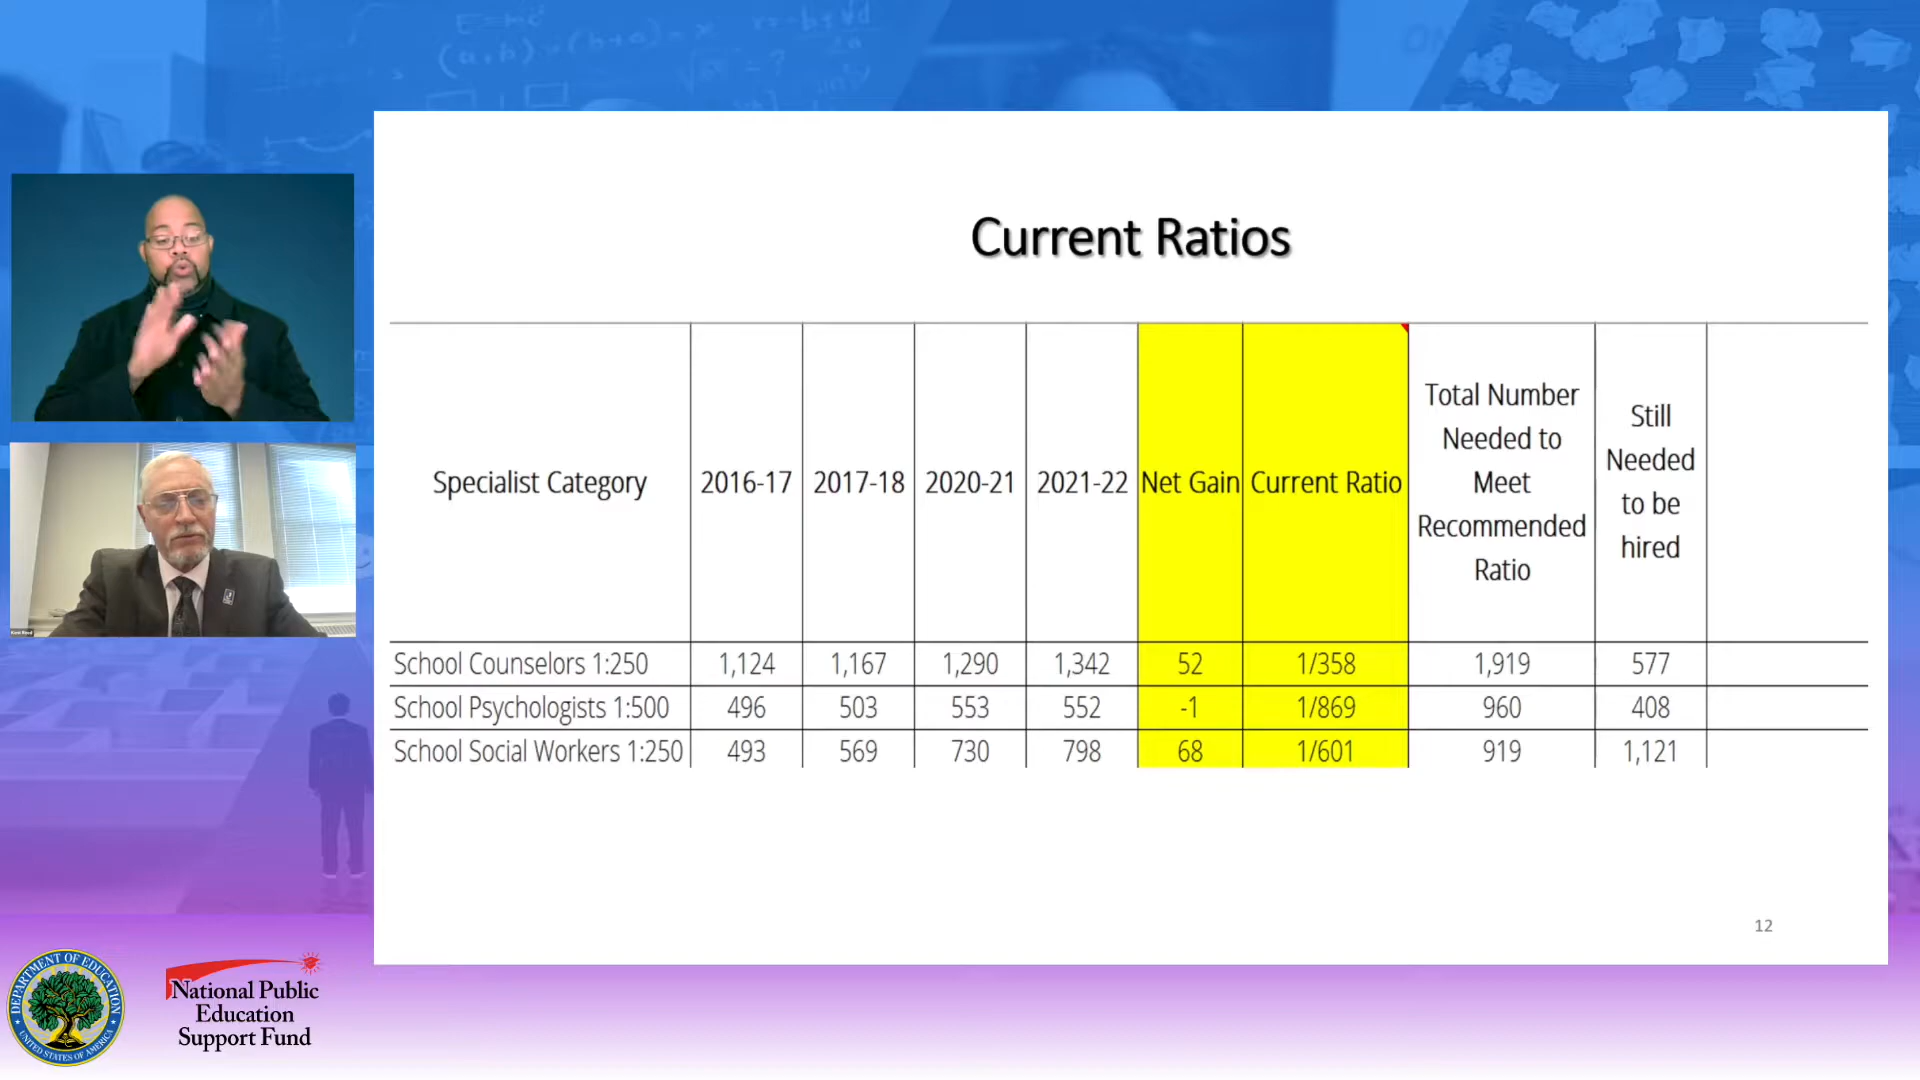 Current Ratios
Specialist Category 2016-17 2017-18 2020-21 2021-22 Net Gain Current Ratio
Total Number
Needed to
Meet
Recommended
Ratio
Still
Needed
to be
hired
School Counselors 1:250 1,124 1,167 1,290 1,342 52 1/358 1,919 577
School Psychologists 1:500 496 503 553 552 -1 1/869 960 408
School Social Workers 1:250 493 569 730 798 68 1/601 919 1,121
12
DEPARTMENT OF EDUCATION
UNITED STATES OF AMERICA
National Public
Education
Support Fund